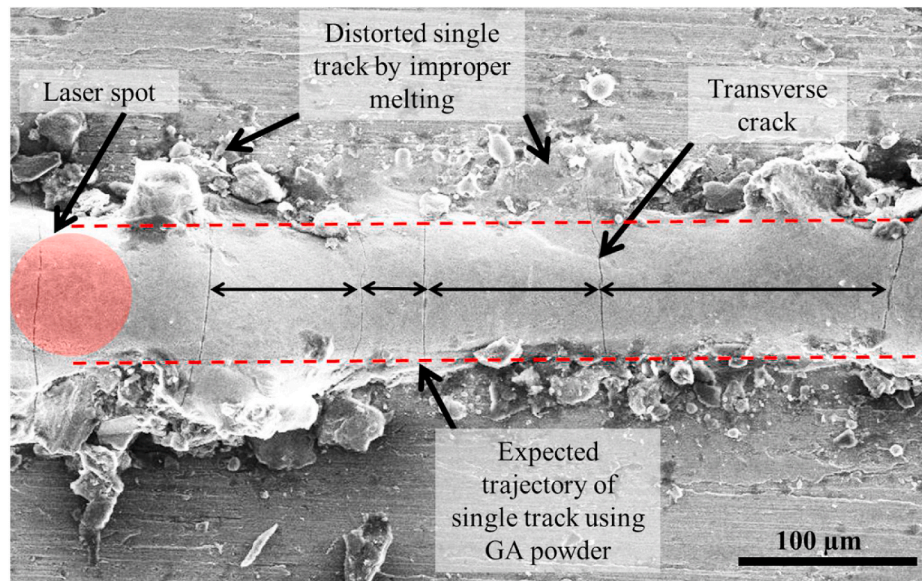 Distorted single
track by improper
melting
Laser spot
Transverse
crack
Expected
trajectory of
single track using
GA powder
100 µm